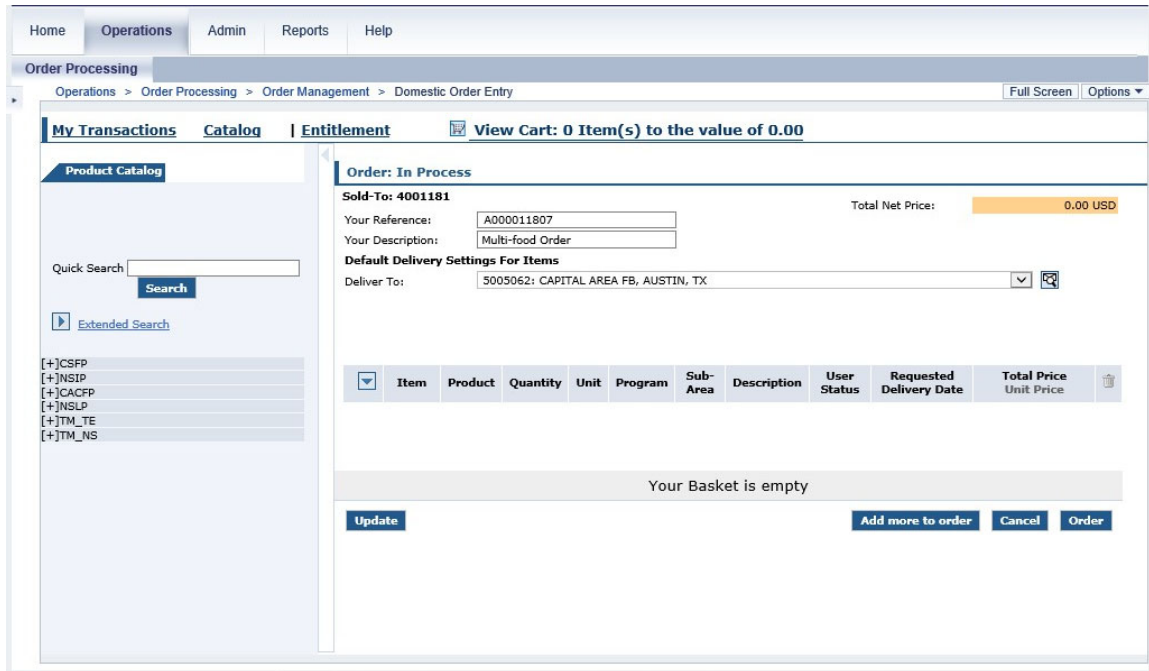 Home Operations Admin Reports Help
Order Processing
Operations > Order Processing > Order Management > Domestic Order Entry Full Screen Options
My Transactions Catalog | Entitlement View Cart: 0 Item(s) to the value of 0.00
Product Catalog
Quick Search
Search
Extended Search
[+]CSFP
[+]NSIP
[+]CACFP
[+]NSLP
[+]TM_TE
[+]TM_NS
Order: In Process
Sold-To: 4001181
Total Net Price: 0.00 USD
Your Reference: A000011807
Your Description: Multi-food Order
Default Delivery Settings For Items
Deliver To: 5005062: CAPITAL AREA FB, AUSTIN, TX
Item Product Quantity Unit Program Sub-Area Description User Status Requested Delivery Date Total Price Unit Price
Your Basket is empty
Update Add more to order Cancel Order